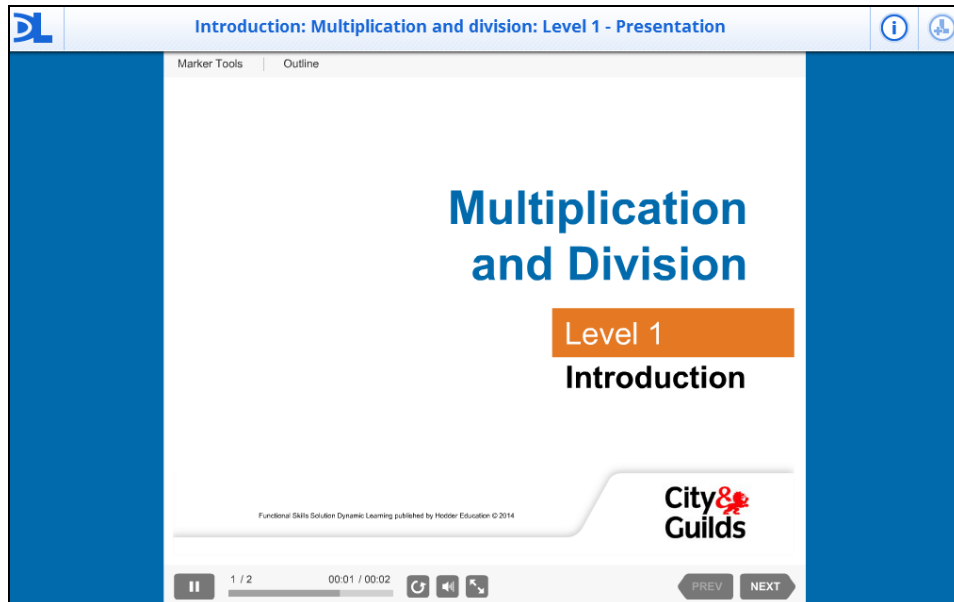 DL
Introduction: Multiplication and division: Level 1 - Presentation
Marker Tools | Outline
Multiplication
and Division
Level 1
Introduction
Functional Skills Solution Dynamic Learning published by Hodder Education © 2014
City&
Guilds
1 / 2 00:01 / 00:02
PREV NEXT